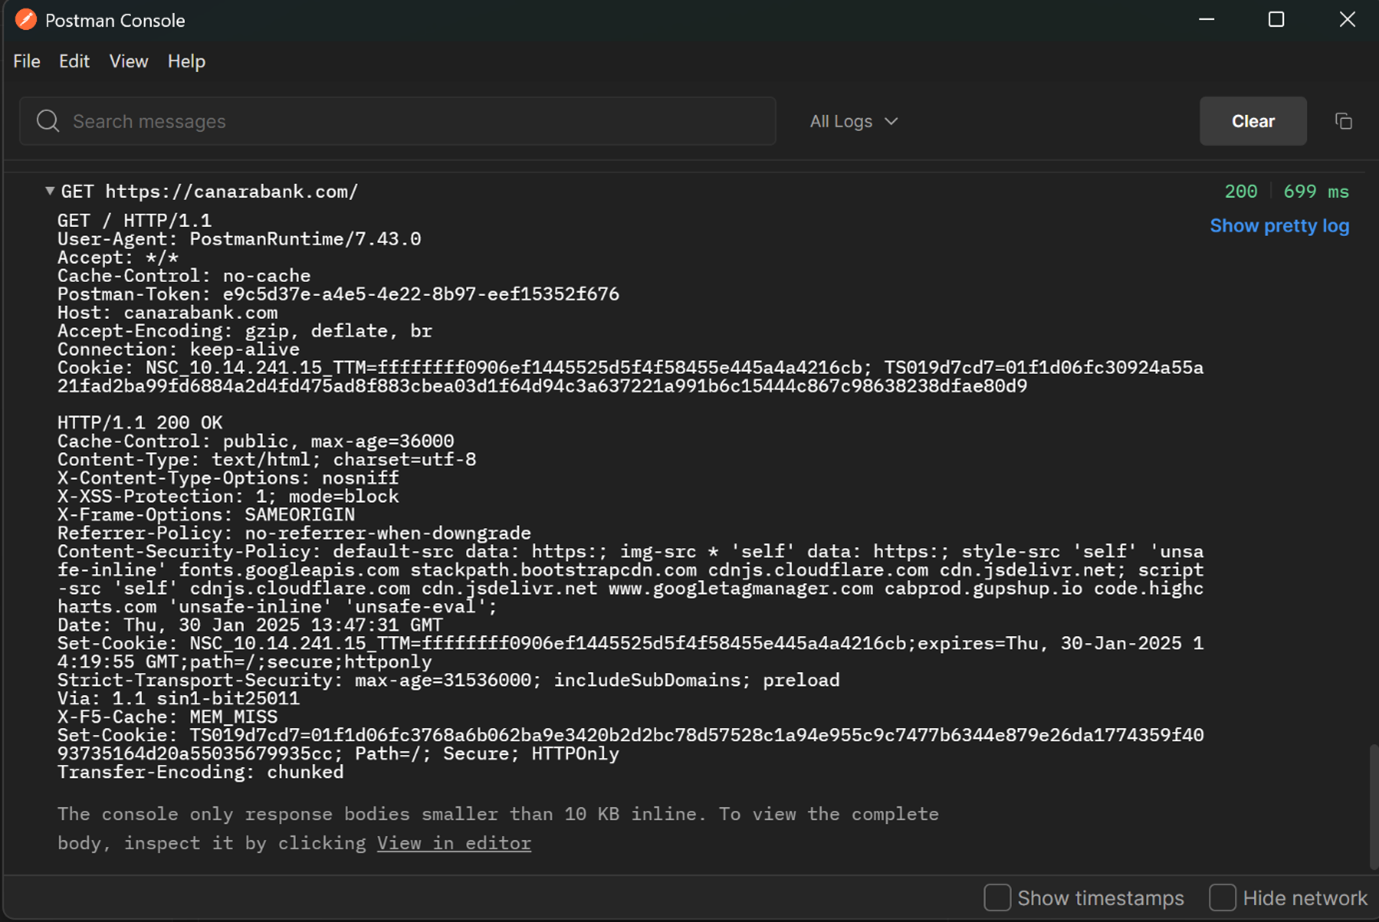 Postman Console
File Edit View Help
Search messages All Logs Clear
GET https://canarabank.com/ 200 699 ms
Show pretty log
GET / HTTP/1.1
User-Agent: PostmanRuntime/7.43.0
Accept: */*
Cache-Control: no-cache
Postman-Token: e9c5d37e-a4e5-4e22-8b97-eef15352f676
Host: canarabank.com
Accept-Encoding: gzip, deflate, br
Connection: keep-alive
Cookie: NSC_10.14.241.15_TTM=ffffffff0906ef1445525d5f4f58455e445a4a4216cb; TS019d7cd7=01f1d06fc30924a55a
21fad2ba99fd6884a2d4fd475ad8f883cbea03d1f64d94c3a637221a991b6c15444c867c98638238dfae80d9
HTTP/1.1 200 OK
Cache-Control: public, max-age=36000
Content-Type: text/html; charset=utf-8
X-Content-Type-Options: nosniff
X-XSS-Protection: 1; mode=block
X-Frame-Options: SAMEORIGIN
Referrer-Policy: no-referrer-when-downgrade
Content-Security-Policy: default-src data: https:; img-src * 'self' data: https:; style-src 'self' 'unsa
fe-inline' fonts.googleapis.com stackpath.bootstrapcdn.com cdnjs.cloudflare.com cdn.jsdelivr.net; script
-src 'self' cdnjs.cloudflare.com cdn.jsdelivr.net www.googletagmanager.com cabprod.gupshup.io code.highc
harts.com 'unsafe-inline' 'unsafe-eval';
Date: Thu, 30 Jan 2025 13:47:31 GMT
Set-Cookie: NSC_10.14.241.15_TTM=ffffffff0906ef1445525d5f4f58455e445a4a4216cb;expires=Thu, 30-Jan-2025 1
4:19:55 GMT;path=/;secure;httponly
Strict-Transport-Security: max-age=31536000; includeSubDomains; preload
Via: 1.1 sin1-bit25011
X-F5-Cache: MEM_MISS
Set-Cookie: TS019d7cd7=01f1d06fc3768a6b062ba9e3420b2d2bc78d57528c1a94e955c9c7477b6344e879e26da1774359f40
93735164d20a55035679935cc; Path=/; Secure; HTTPOnly
Transfer-Encoding: chunked
The console only response bodies smaller than 10 KB inline. To view the complete
body, inspect it by clicking View in editor
Show timestamps Hide network